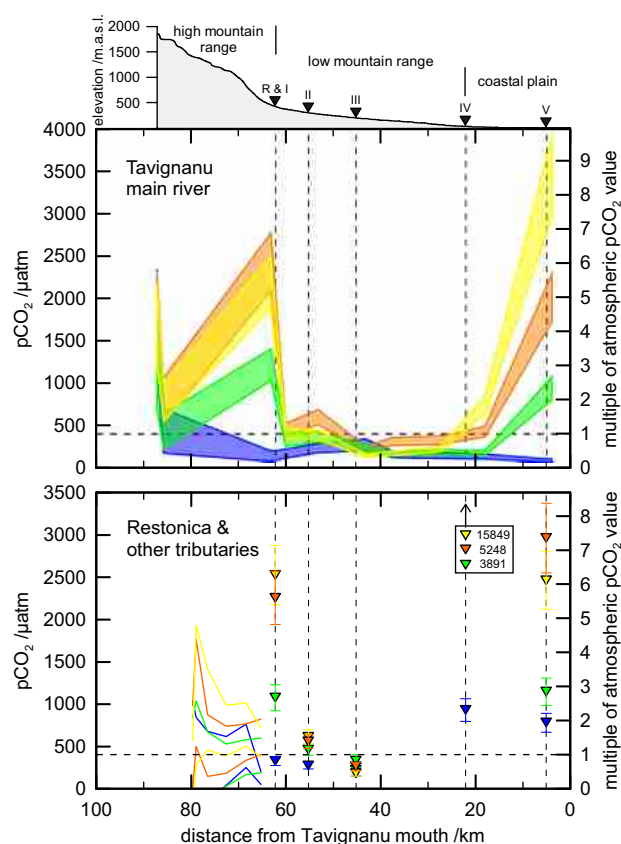 2000
1500
1000
500
elevation /m.a.s.l.
high mountain
range
low mountain range
coastal plain
R & I
II
III
IV
V
4000
3500
3000
2500
2000
1500
1000
500
0
pCO2 /µatm
Tavignanu
main river
9
8
7
6
5
4
3
2
1
0
multiple of atmospheric pCO2 value
3500
3000
2500
2000
1500
1000
500
0
pCO2 /µatm
Restonica &
other tributaries
15849
5248
3891
8
7
6
5
4
3
2
1
0
multiple of atmospheric pCO2 value
100
80
60
40
20
0
distance from Tavignanu mouth /km